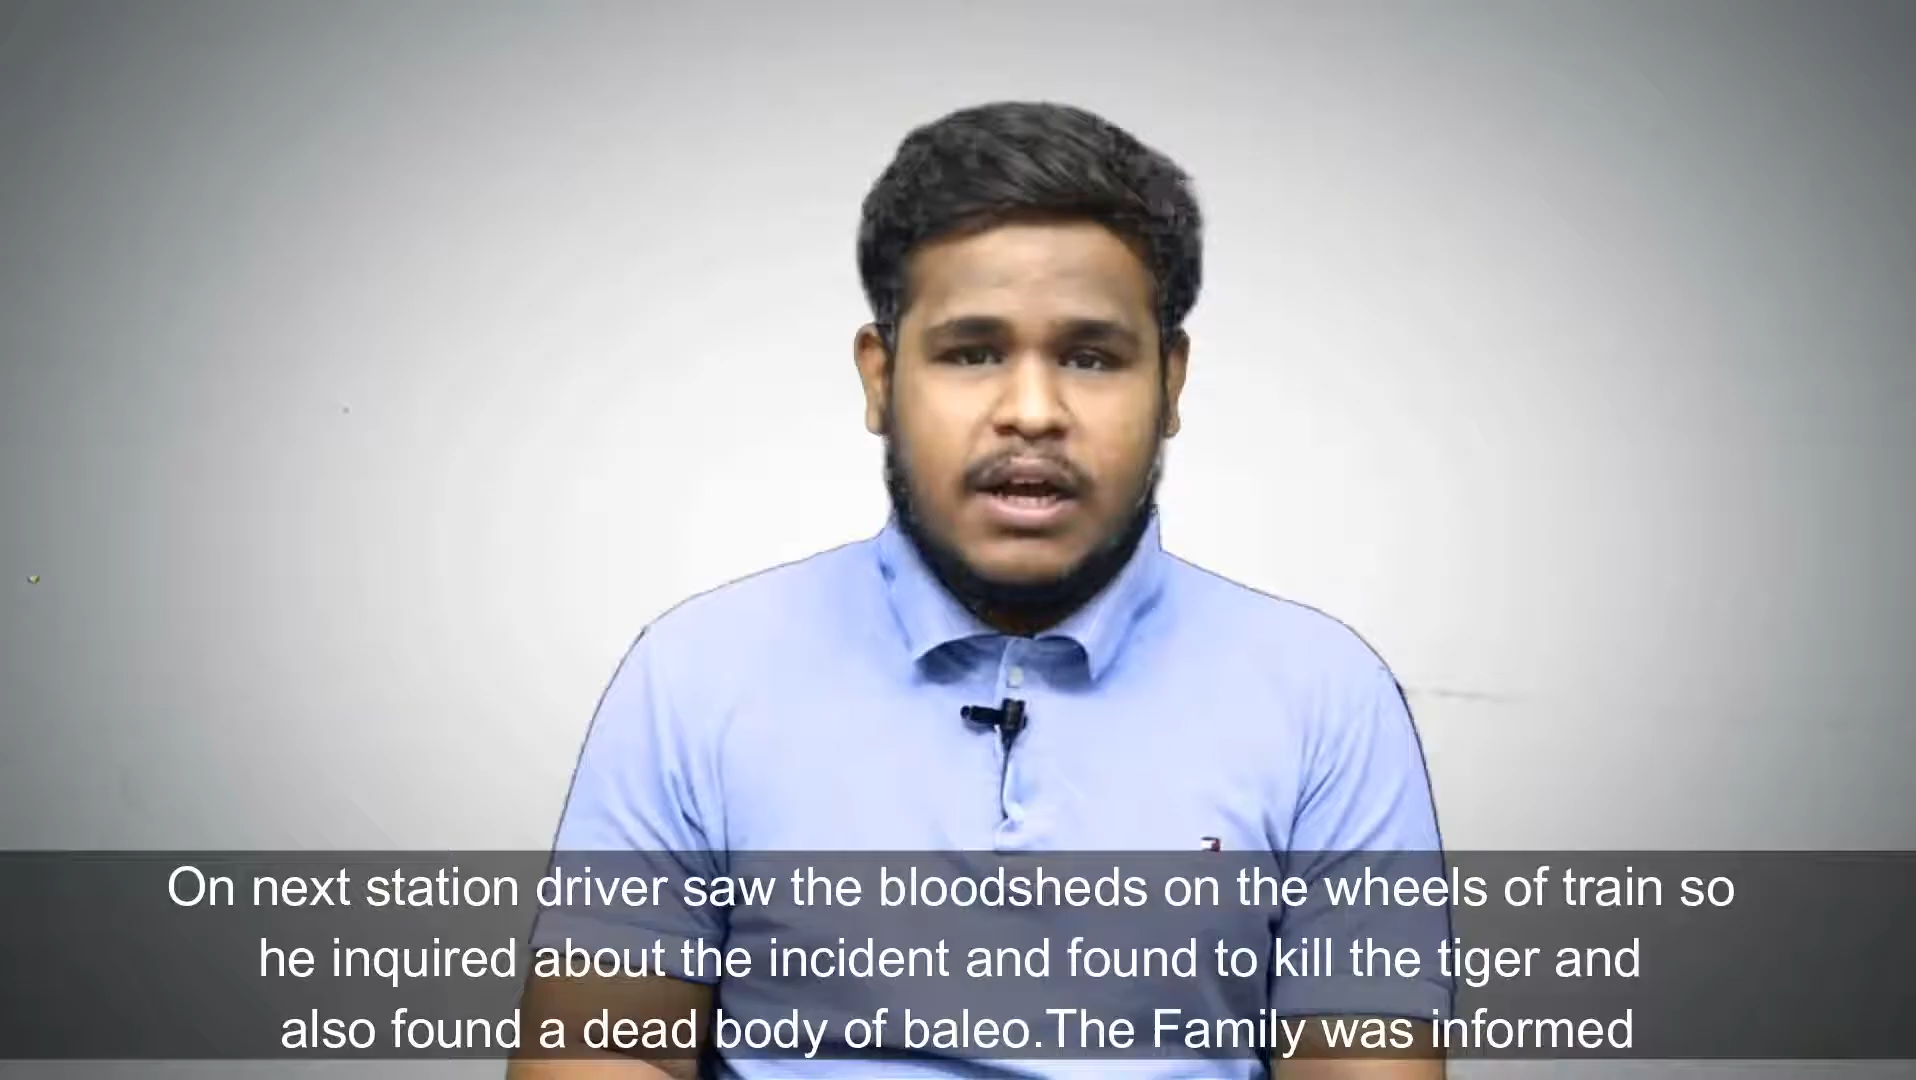 On next station driver saw the bloodsheds on the wheels of train so
he inquired about the incident and found to kill the tiger and
also found a dead body of baleo.The Family was informed